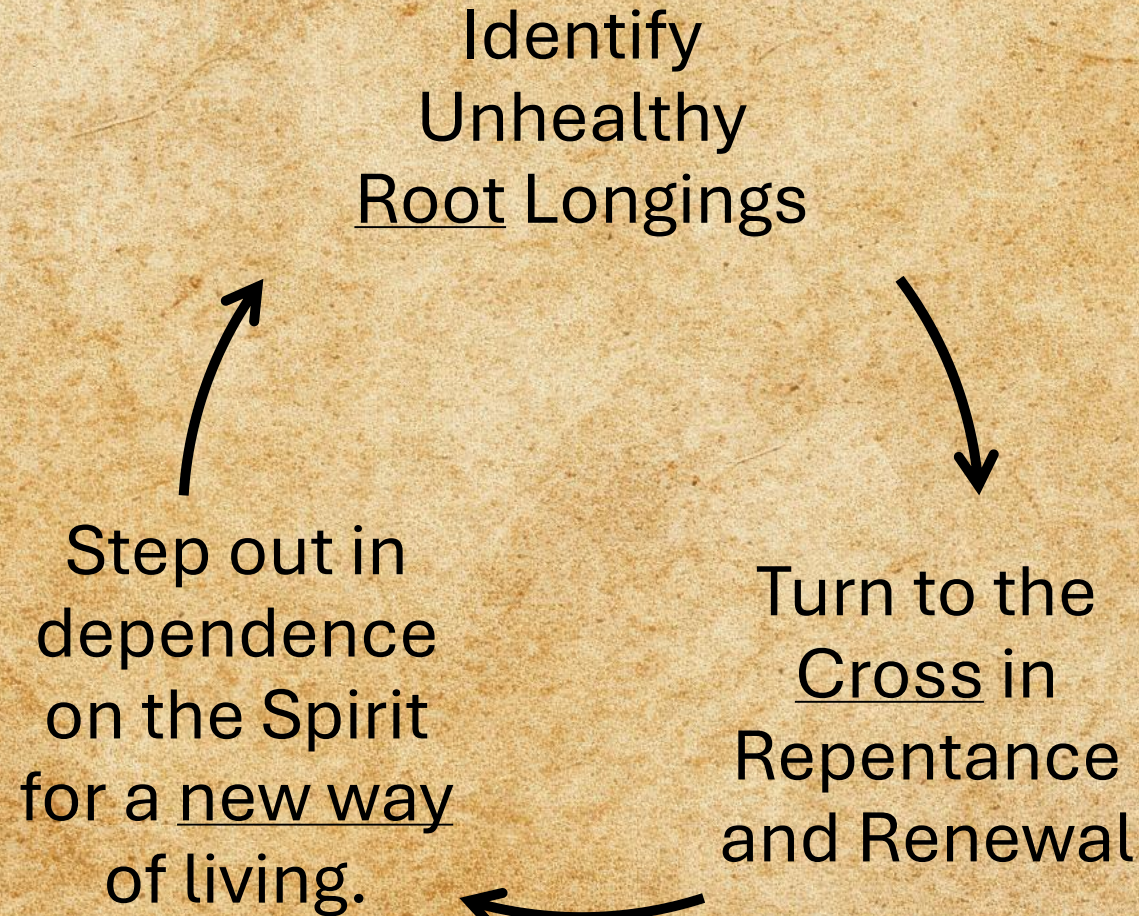 Identify
Unhealthy
Root Longings
Turn to the
Cross in
Repentance
and Renewal
Step out in
dependence
on the Spirit
for a new way
of living.